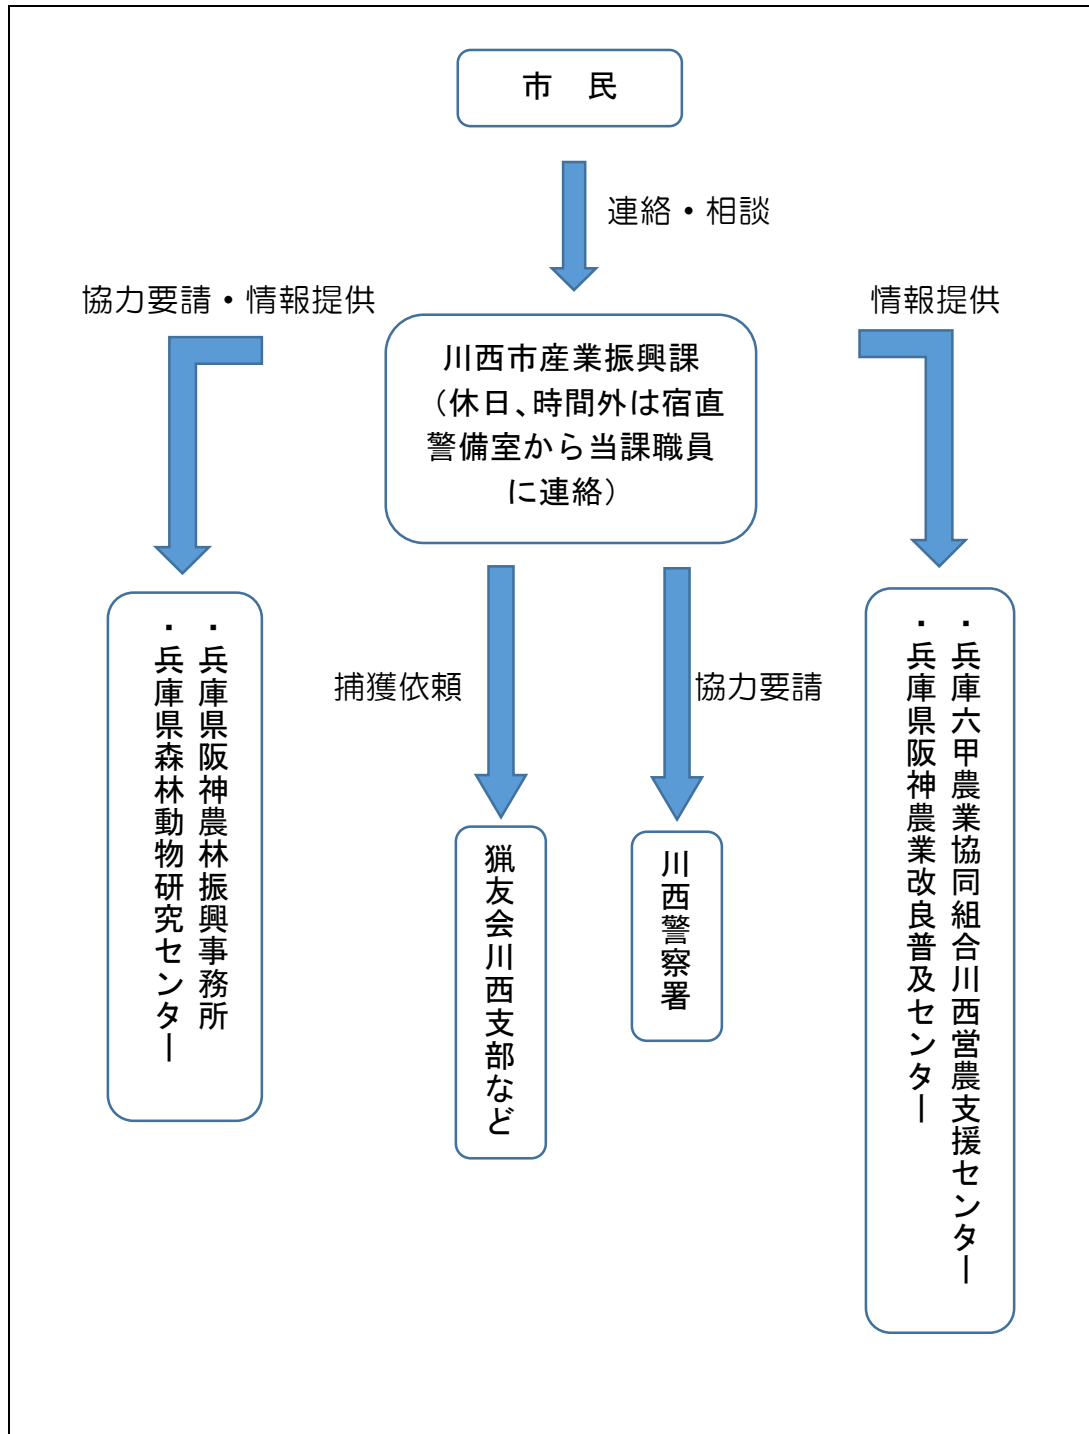 市　民
連絡・相談
協力要請・情報提供
情報提供
川西市産業振興課
（休日、時間外は宿直
警備室から当課職員
に連絡）
・兵庫県阪神農林振興事務所
・兵庫県森林動物研究センター
捕獲依頼
協力要請
猟友会川西支部など
川西警察署
・兵庫六甲農業協同組合川西営農支援センター
・兵庫県阪神農業改良普及センター